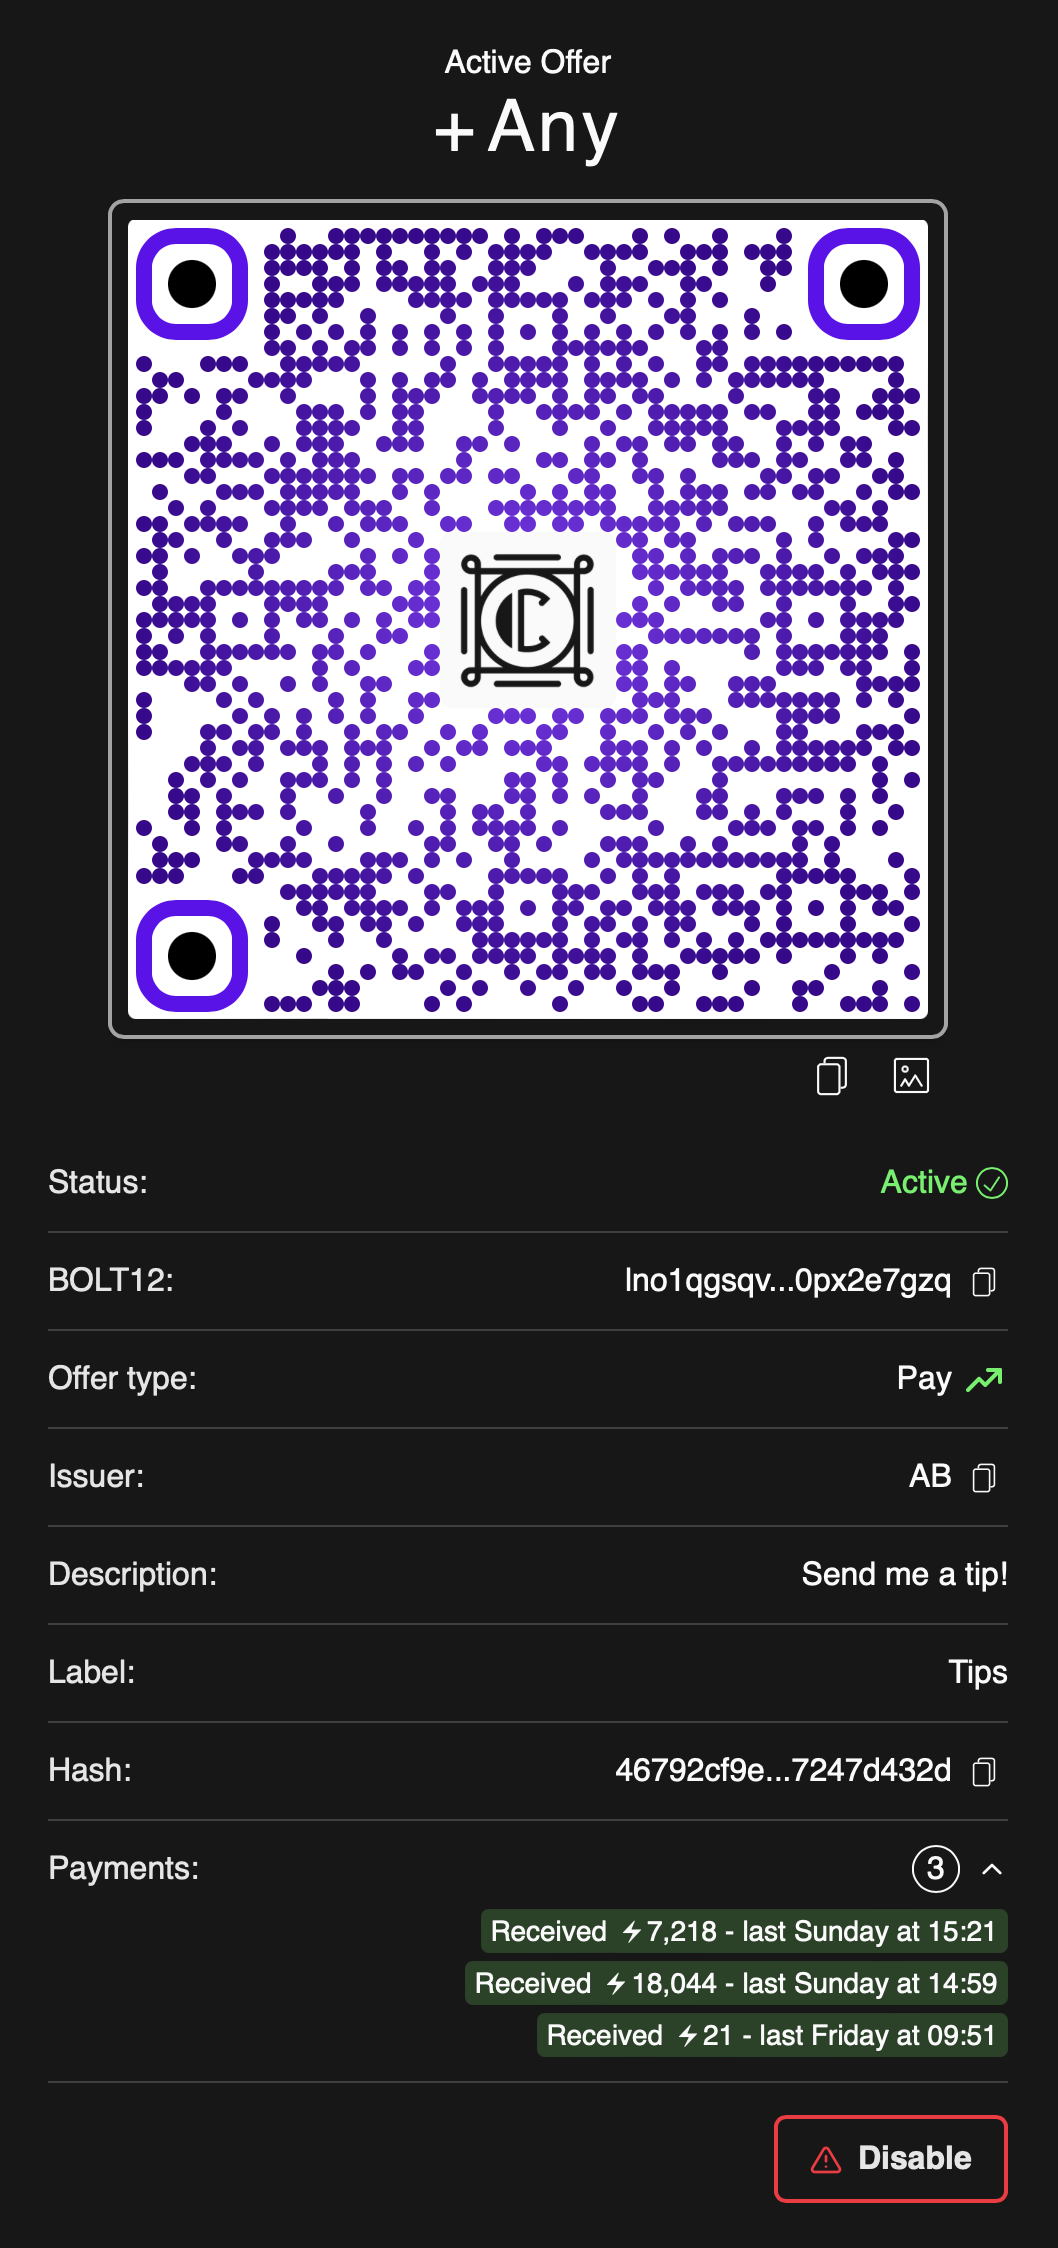 Active Offer
+Any
Status: Active
BOLT12: lno1qgsqv...0px2e7gzq
Offer type: Pay
Issuer: AB
Description: Send me a tip!
Label: Tips
Hash: 46792cf9e...7247d432d
Payments: 3
Received ⚡7,218 - last Sunday at 15:21
Received ⚡18,044 - last Sunday at 14:59
Received ⚡21 - last Friday at 09:51
Disable